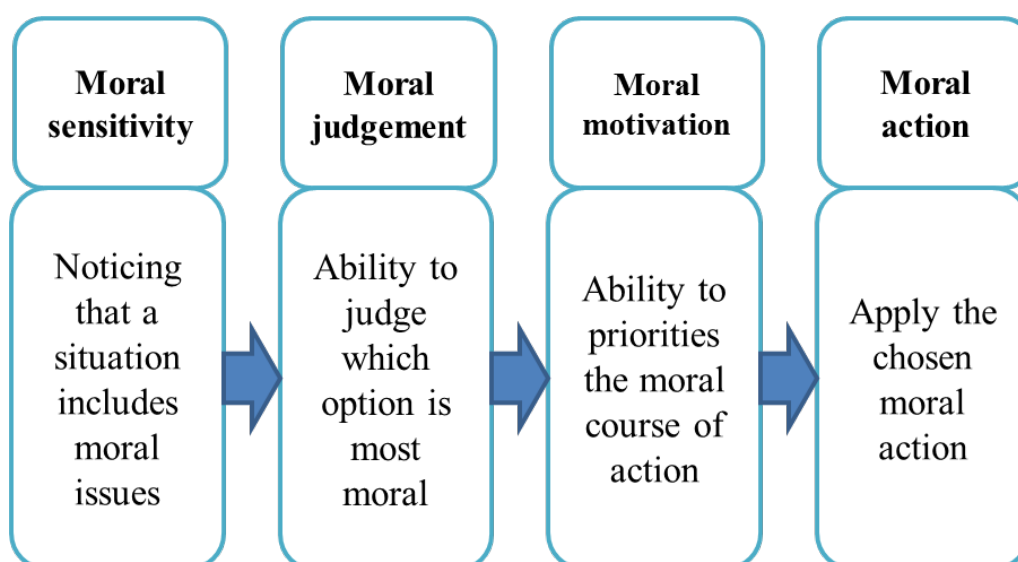 Moral
sensitivity
Noticing
that a
situation
includes
moral
issues
Moral
judgement
Ability to
judge
which
option is
most
moral
Moral
motivation
Ability to
priorities
the moral
course of
action
Moral
action
Apply the
chosen
moral
action